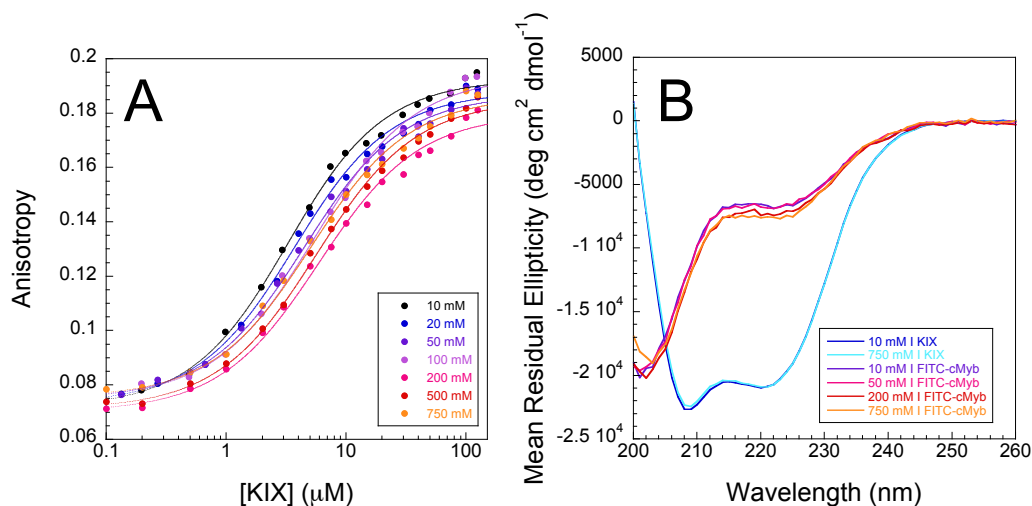 A
Anisotropy
0.2
0.18
0.16
0.14
0.12
0.1
0.08
0.06
0.1
1
10
100
[KIX] (μM)
10 mM
20 mM
50 mM
100 mM
200 mM
500 mM
750 mM
B
Mean Residual Ellipticity (deg cm² dmol⁻¹)
5000
0
-5000
-1 10⁴
-1.5 10⁴
-2 10⁴
-2.5 10⁴
200
210
220
230
240
250
260
Wavelength (nm)
10 mM I KIX
750 mM I KIX
10 mM I FITC-cMyb
50 mM I FITC-cMyb
200 mM I FITC-cMyb
750 mM I FITC-cMyb